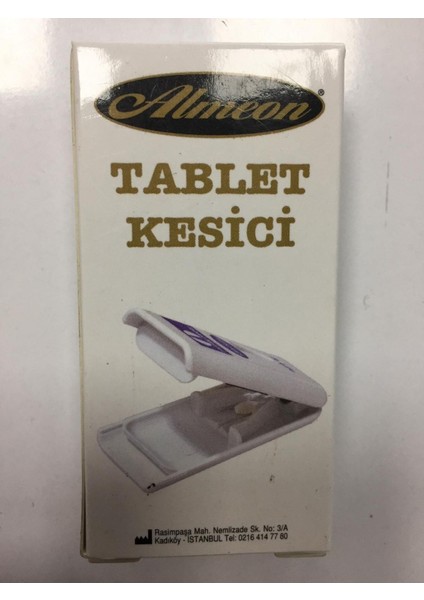 Almeon®
TABLET
KESİCİ
Rasimpaşa Mah. Nemlizade Sk. No: 3/A
Kadıköy - İSTANBUL Tel: 0216 414 77 80